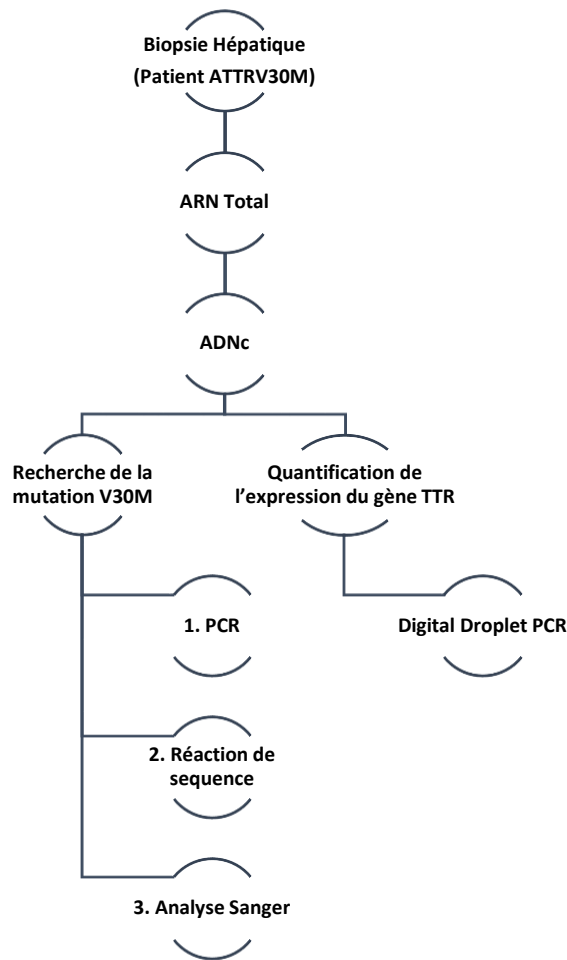 Biopsie Hépatique
(Patient ATTRV30M)
ARN Total
ADNc
Recherche de la
mutation V30M
Quantification de
l'expression du gène TTR
1. PCR
Digital Droplet PCR
2. Réaction de
sequence
3. Analyse Sanger